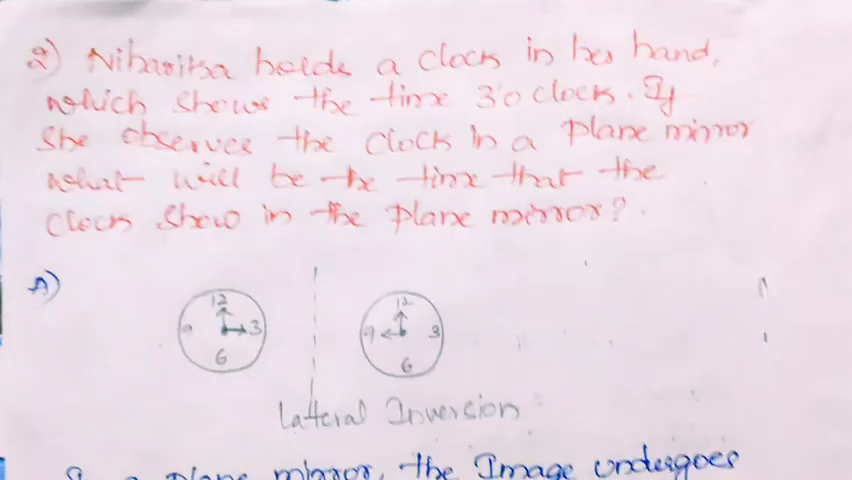 2) Niharika holds a clock in her hand,
which shows the time 3'o clock. If
she observes the clock in a plane mirror
what will be the time that the
clock show in the plane mirror?
A)
12 12
9 3 9 3
6 6
Latteral Inversion
In a plane mirror, the Image undergoes